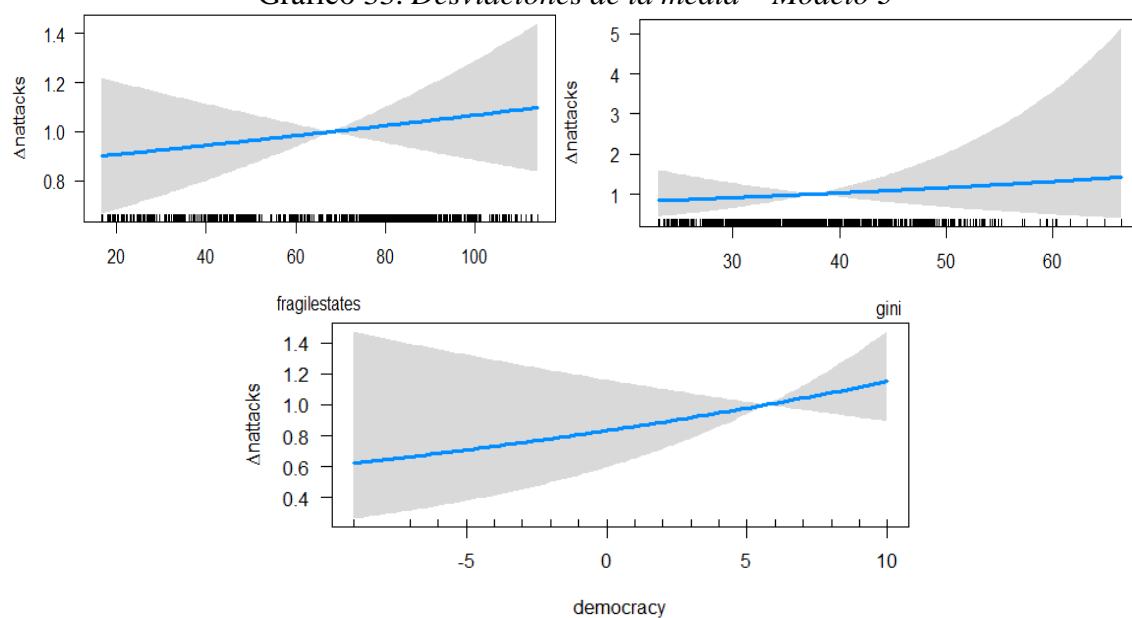 Gráfico 33. Desviaciones de la media – Modelo 3
Δnattacks
1.4
1.2
1.0
0.8
20 40 60 80 100
fragilestates
Δnattacks
5
4
3
2
1
30 40 50 60
gini
Δnattacks
1.4
1.2
1.0
0.8
0.6
0.4
-5 0 5 10
democracy